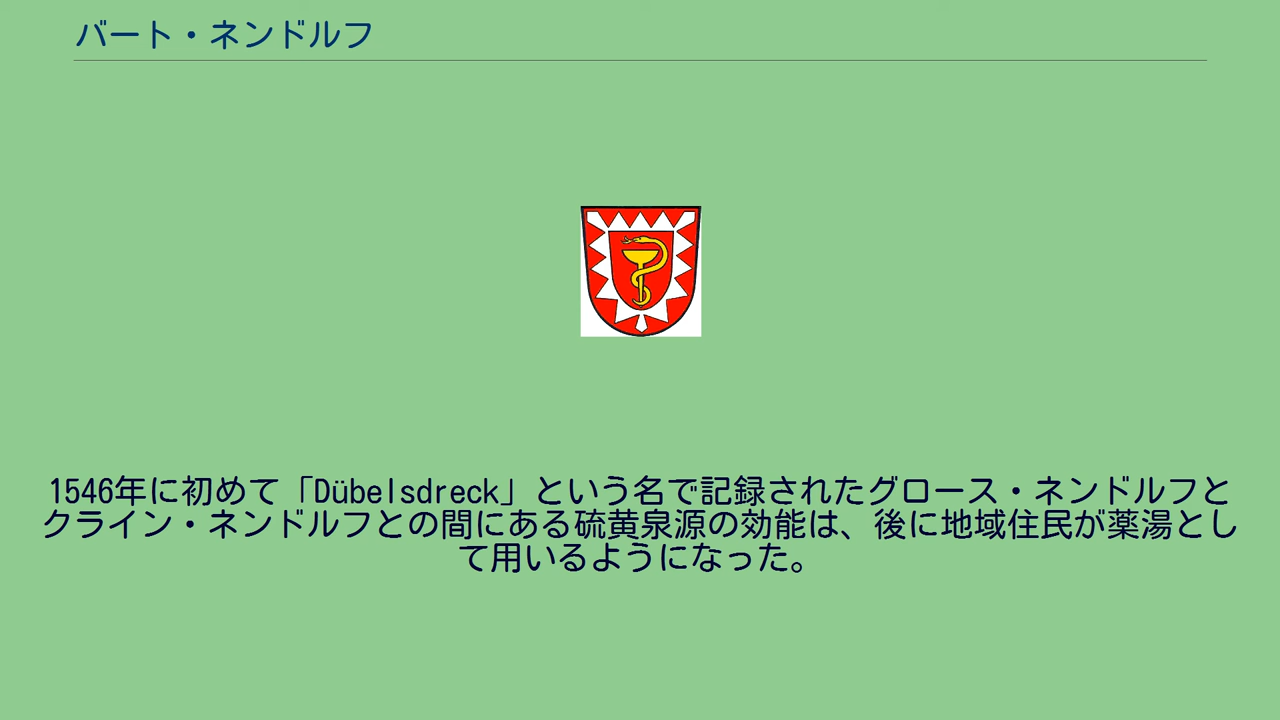 バート・ネンドルフ
1546年に初めて「Dübelsdreck」という名で記録されたグロース・ネンドルフと
クライン・ネンドルフとの間にある硫黄泉源の効能は、後に地域住民が薬湯とし
て用いるようになった。